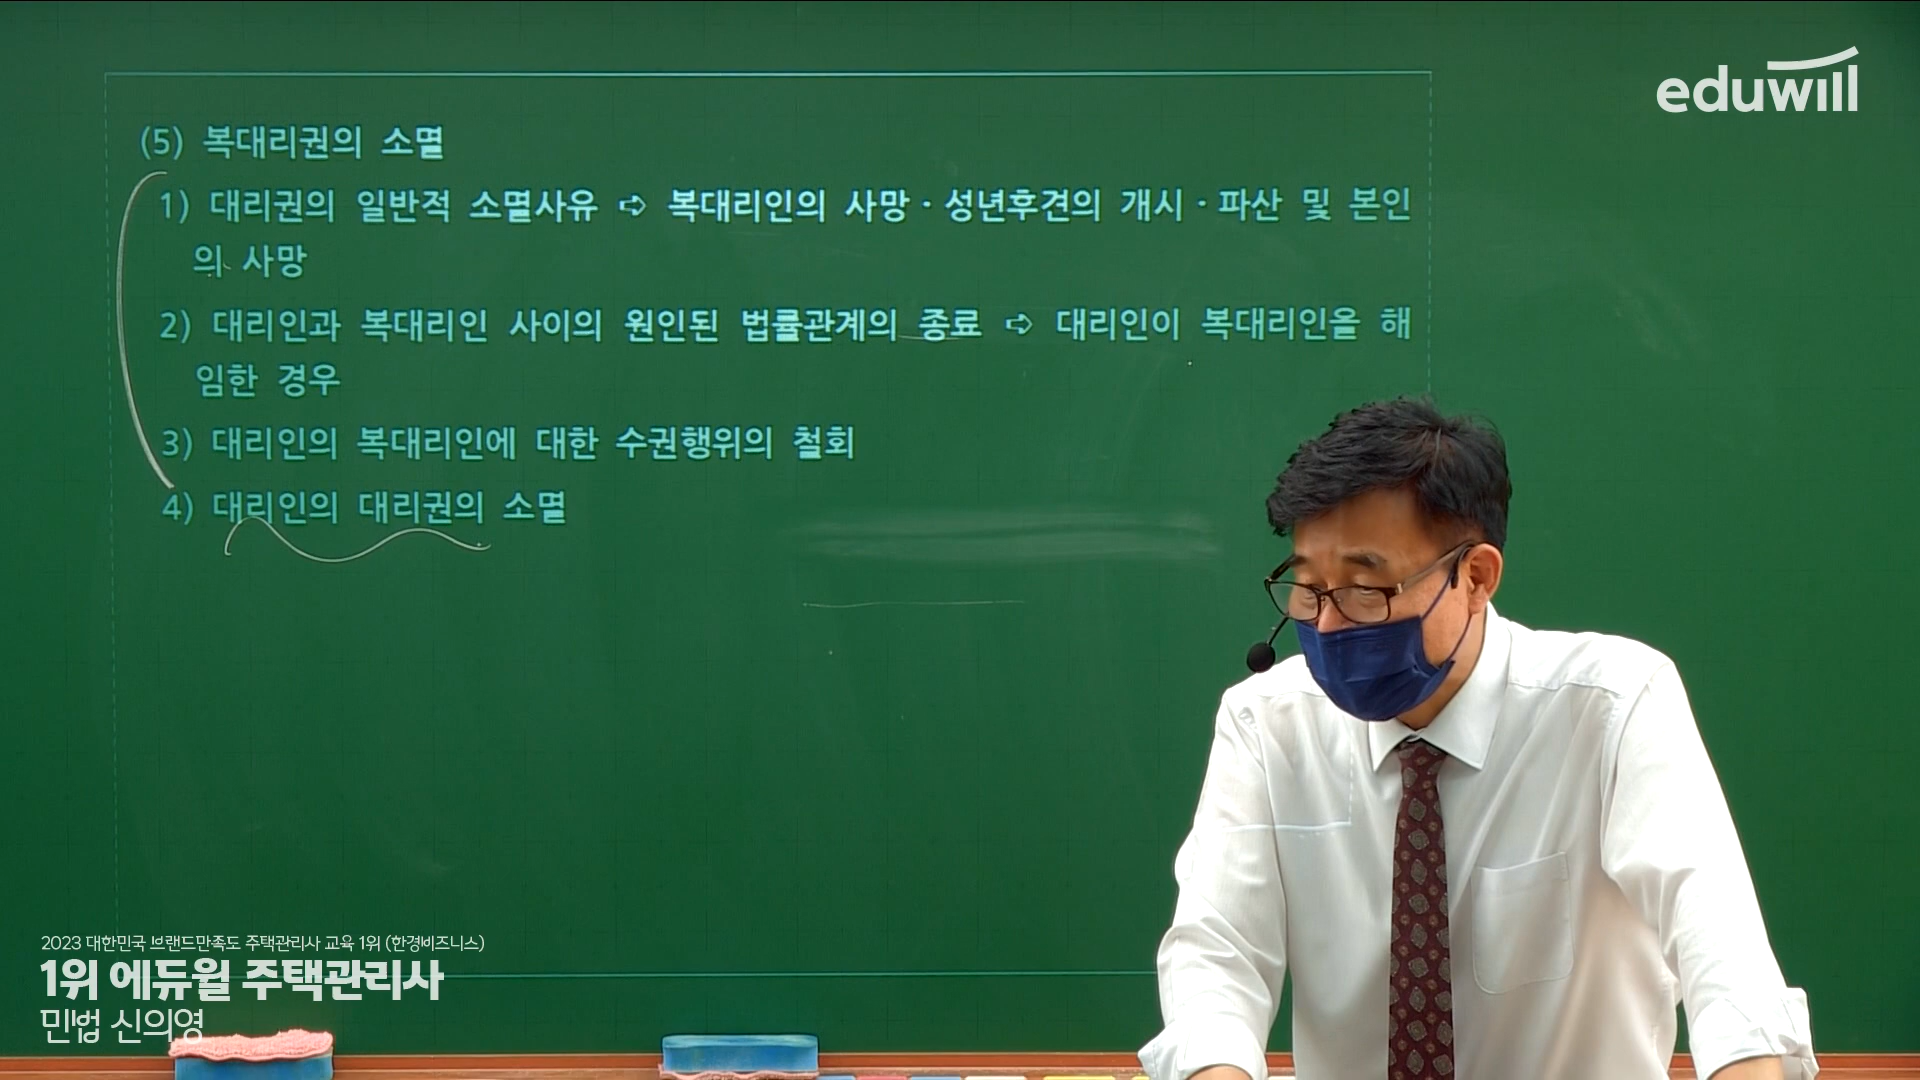 eduwill
(5) 복대리권의 소멸
1) 대리권의 일반적 소멸사유 ➪ 복대리인의 사망·성년후견의 개시·파산 및 본인
의 사망
2) 대리인과 복대리인 사이의 원인된 법률관계의 종료 ➪ 대리인이 복대리인을 해
임한 경우
3) 대리인의 복대리인에 대한 수권행위의 철회
4) 대리인의 대리권의 소멸
2023 대한민국 브랜드만족도 주택관리사 교육 1위 (한경비즈니스)
1위 에듀윌 주택관리사
민법 신의영